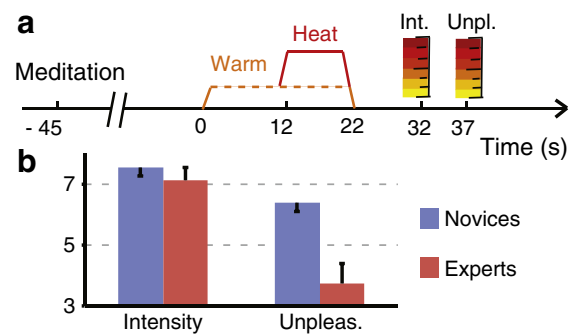 a
Int. Unpl.
Heat
Warm
Meditation
- 45 0 12 22 32 37
Time (s)
b
7
5
3
Intensity Unpleas.
Novices
Experts